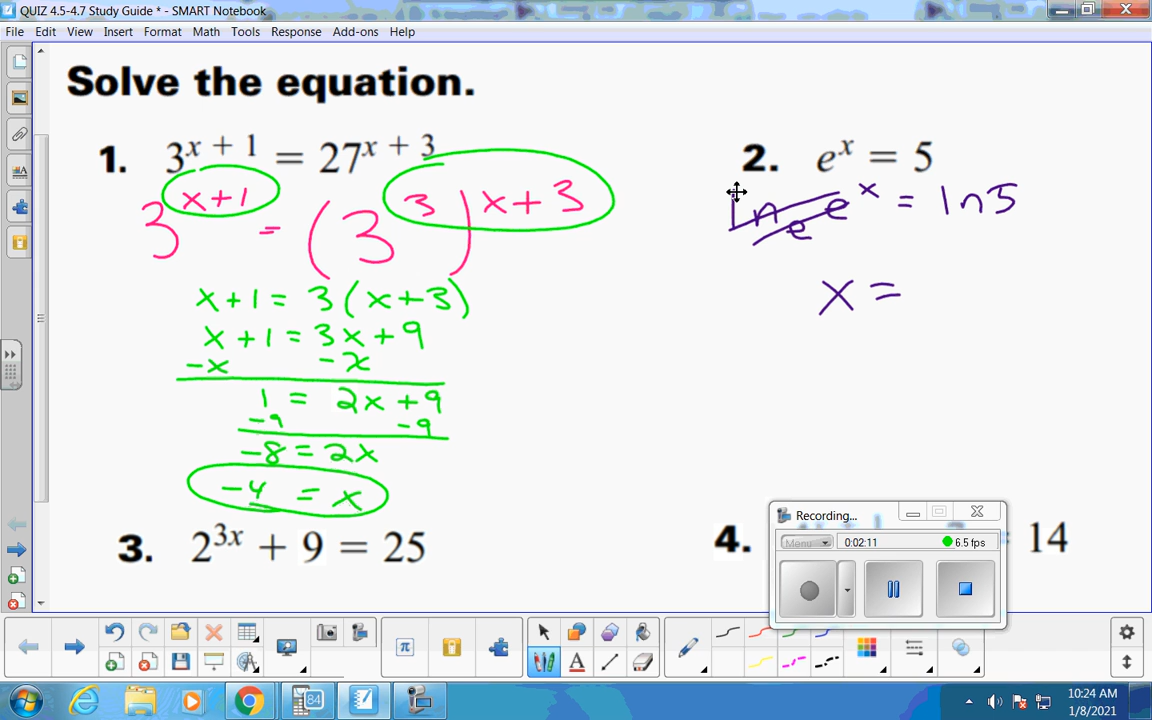 QUIZ 4.5-4.7 Study Guide * - SMART Notebook
File Edit View Insert Format Math Tools Response Add-ons Help
Solve the equation.
1. 3^{x + 1} = 27^{x + 3}
3^{x+1} = (3^{3})^{x+3}
x+1 = 3(x+3)
x+1 = 3x+9
-x -x
1 = 2x+9
-9 -9
-8 = 2x
-4 = x
2. e^{x} = 5
ln_{e} e^{x} = ln5
x =
3. 2^{3x} + 9 = 25
4. = 14
Recording...
Menu 0:02:11 6.5 fps
π
A
84
10:24 AM
1/8/2021